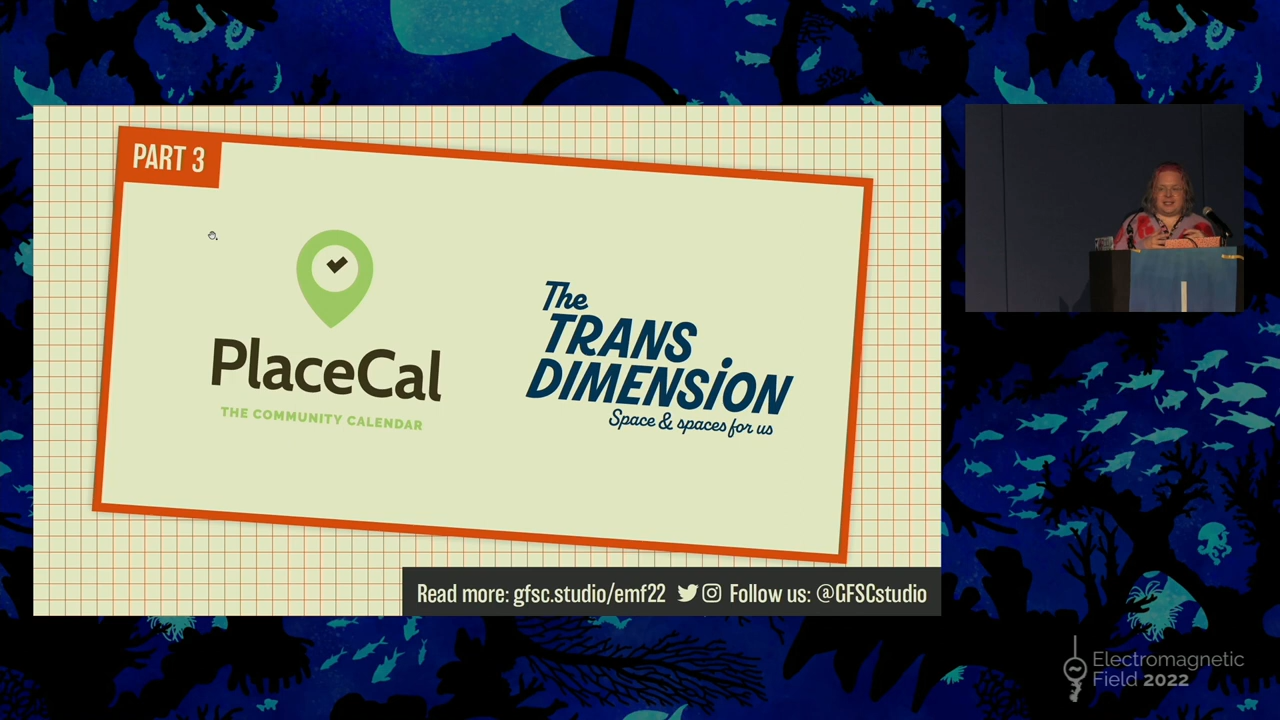 PART 3
PlaceCal
THE COMMUNITY CALENDAR
The
TRANS
DIMENSiON
Space & spaces for us
Read more: gfsc.studio/emf22 Follow us: @GFSCstudio
Electromagnetic
Field 2022